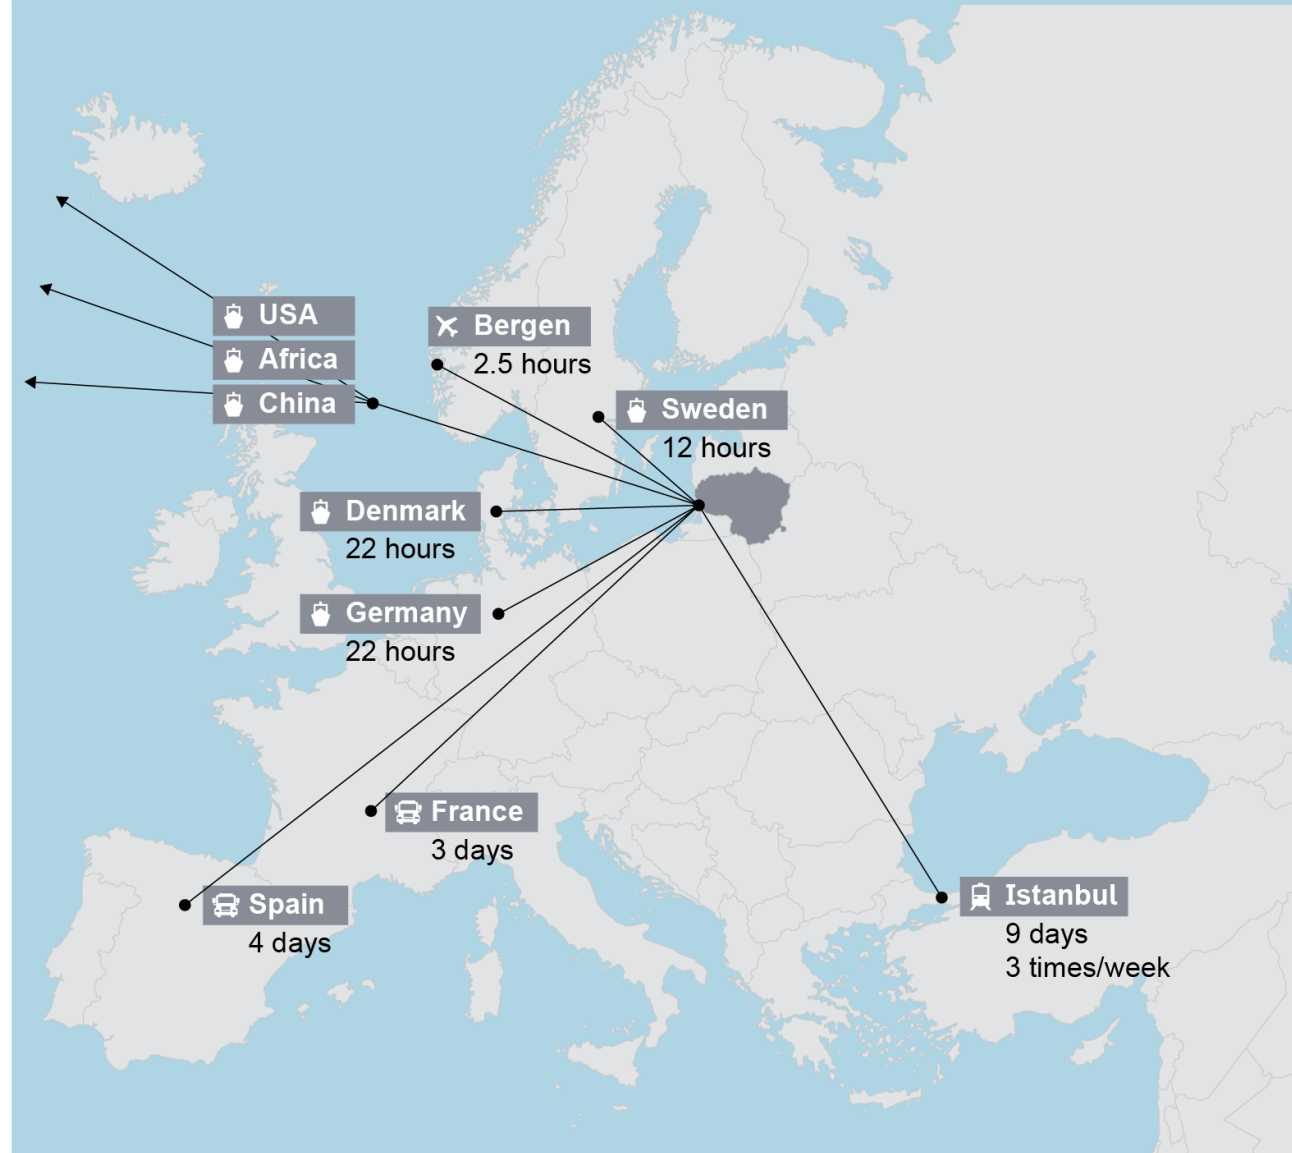 USA
Africa
China
Bergen
2.5 hours
Sweden
12 hours
Denmark
22 hours
Germany
22 hours
France
3 days
Spain
4 days
Istanbul
9 days
3 times/week